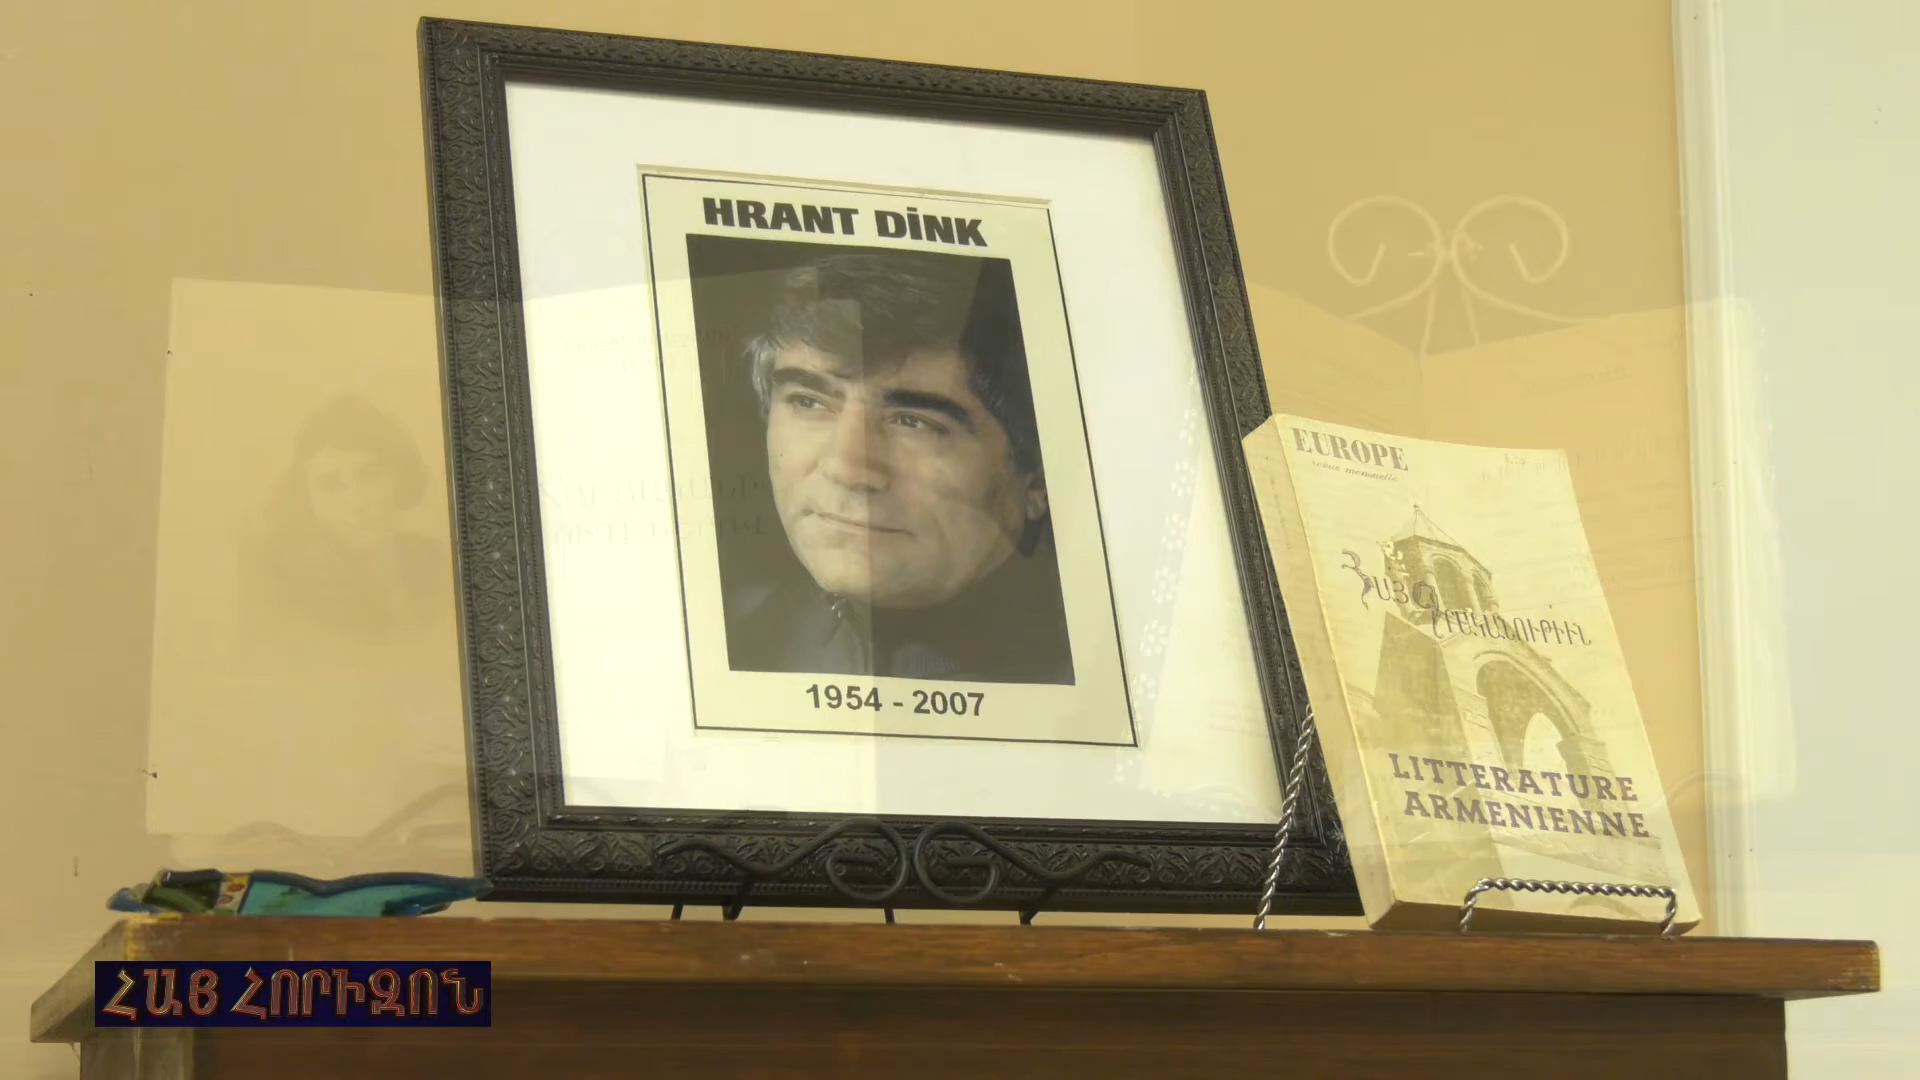 HRANT DİNK
1954 - 2007
EUROPE
revue mensuelle
ՀԱՅ ԳՐԱԿԱՆՈՒԹԻՒՆ
LITTERATURE
ARMENIENNE
ՀԱՅ ՀՈՐԻԶՈՆ